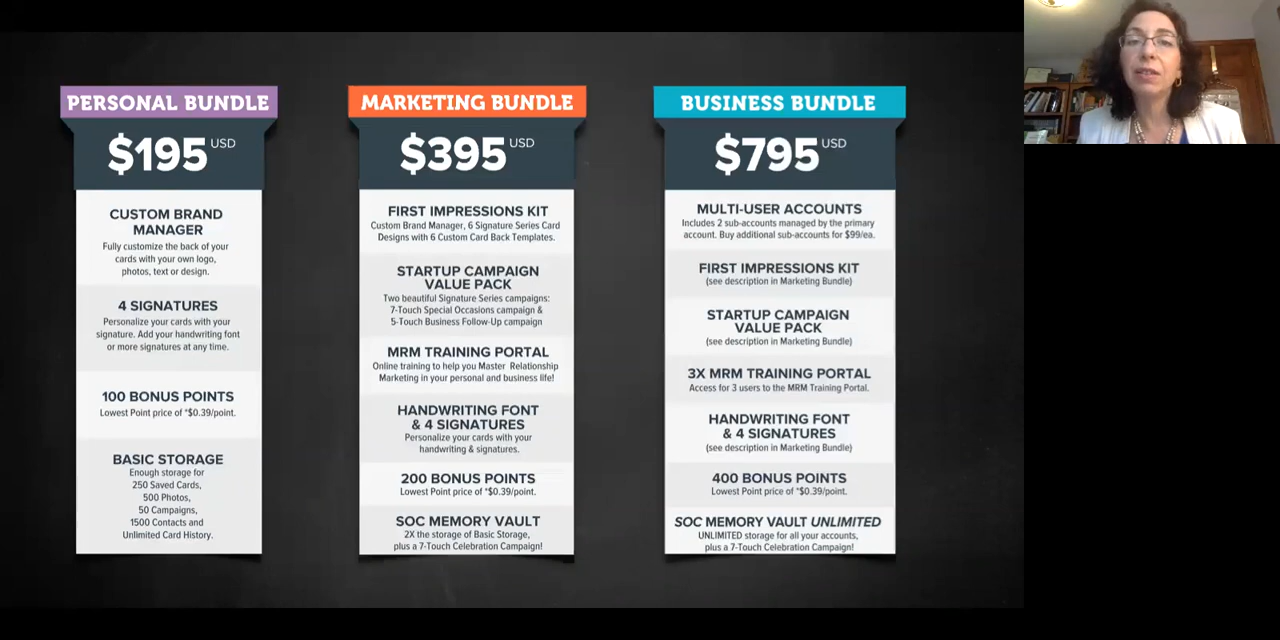 PERSONAL BUNDLE
$195 USD
CUSTOM BRAND
MANAGER
Fully customize the back of your
cards with your own logo,
photos, text or design.
4 SIGNATURES
Personalize your cards with your
signature. Add your handwriting font
or more signatures at any time.
100 BONUS POINTS
Lowest Point price of *$0.39/point.
BASIC STORAGE
Enough storage for
250 Saved Cards,
500 Photos,
50 Campaigns,
1500 Contacts and
Unlimited Card History.
MARKETING BUNDLE
$395 USD
FIRST IMPRESSIONS KIT
Custom Brand Manager, 6 Signature Series Card
Designs with 6 Custom Card Back Templates.
STARTUP CAMPAIGN
VALUE PACK
Two beautiful Signature Series campaigns:
7-Touch Special Occasions campaign &
5-Touch Business Follow-Up campaign
MRM TRAINING PORTAL
Online training to help you Master Relationship
Marketing in your personal and business life!
HANDWRITING FONT
& 4 SIGNATURES
Personalize your cards with your
handwriting & signatures.
200 BONUS POINTS
Lowest Point price of *$0.39/point.
SOC MEMORY VAULT
2X the storage of Basic Storage,
plus a 7-Touch Celebration Campaign!
BUSINESS BUNDLE
$795 USD
MULTI-USER ACCOUNTS
Includes 2 sub-accounts managed by the primary
account. Buy additional sub-accounts for $99/ea.
FIRST IMPRESSIONS KIT
(see description in Marketing Bundle)
STARTUP CAMPAIGN
VALUE PACK
(see description in Marketing Bundle)
3X MRM TRAINING PORTAL
Access for 3 users to the MRM Training Portal.
HANDWRITING FONT
& 4 SIGNATURES
(see description in Marketing Bundle)
400 BONUS POINTS
Lowest Point price of *$0.39/point.
SOC MEMORY VAULT UNLIMITED
UNLIMITED storage for all your accounts,
plus a 7-Touch Celebration Campaign!